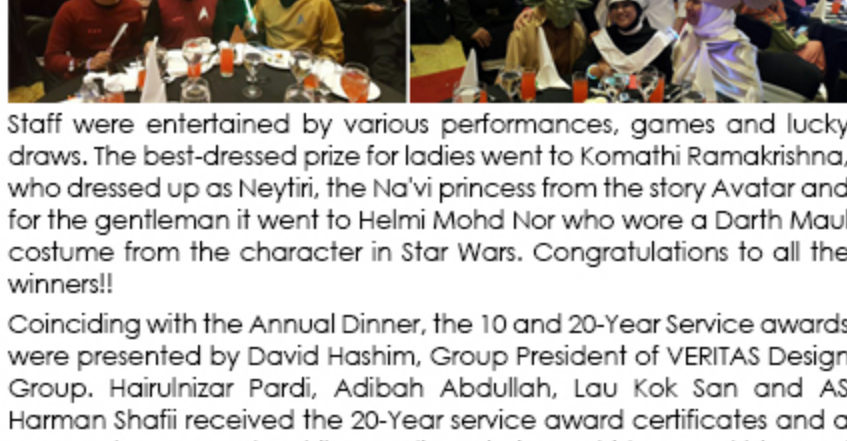 Staff were entertained by various performances, games and lucky
draws. The best-dressed prize for ladies went to Komathi Ramakrishna,
who dressed up as Neytiri, the Na'vi princess from the story Avatar and
for the gentleman it went to Helmi Mohd Nor who wore a Darth Maul
costume from the character in Star Wars. Congratulations to all the
winners!!
Coinciding with the Annual Dinner, the 10 and 20-Year Service awards
were presented by David Hashim, Group President of VERITAS Design
Group. Hairulnizar Pardi, Adibah Abdullah, Lau Kok San and AS
Harman Shafii received the 20-Year service award certificates and a